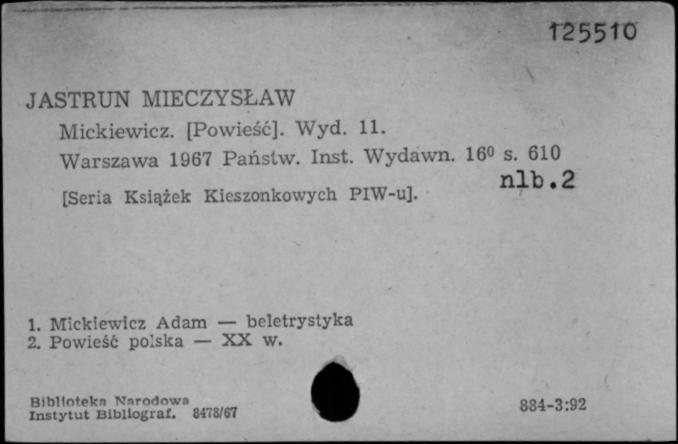 125510
JASTRUN MIECZYSŁAW
Mickiewicz. [Powieść]. Wyd. 11.
Warszawa 1967 Państw. Inst. Wydawn. 16⁰ s. 610
nlb.2
[Seria Książek Kieszonkowych PIW-u].
1. Mickiewicz Adam — beletrystyka
2. Powieść polska — XX w.
Biblioteka Narodowa
Instytut Bibliograf. 8478/67
884-3:92